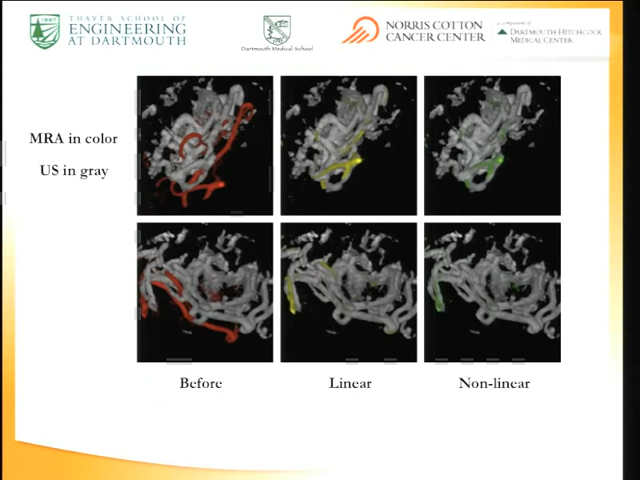 THAYER SCHOOL OF
ENGINEERING
AT DARTMOUTH
Dartmouth Medical School
NORRIS COTTON
CANCER CENTER
A component of
DARTMOUTH-HITCHCOCK
MEDICAL CENTER
MRA in color
US in gray
Before
Linear
Non-linear